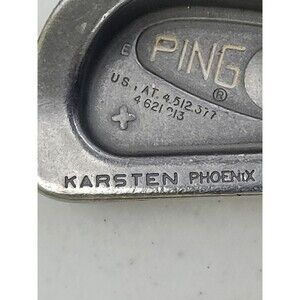 E PING
®
U.S. PAT. 4,512,577
4,621,813
KARSTEN PHOENIX